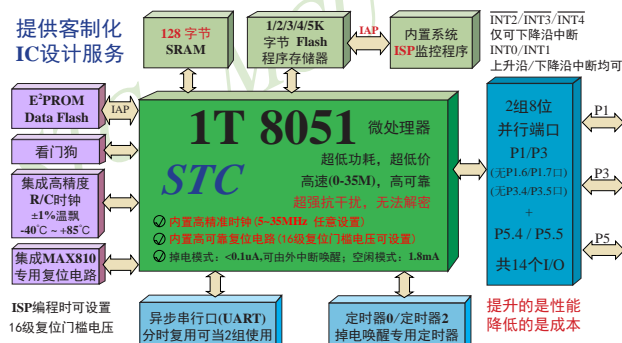 提供客制化
IC设计服务
128 字节
SRAM
1/2/3/4/5K
字节 Flash
程序存储器
IAP
内置系统
ISP监控程序
INT2/INT3/INT4
仅可下降沿中断
INT0/INT1
上升沿/下降沿中断均可
E²PROM
Data Flash
IAP
看门狗
集成高精度
R/C时钟
±1%温飘
-40℃ ~ +85℃
集成MAX810
专用复位电路
ISP编程时可设置
16级复位门槛电压
1T 8051 微处理器
STC
超低功耗，超低价
高速(0-35M)，高可靠
超强抗干扰，无法解密
内置高精准时钟(5~35MHz 任意设置)
内置高可靠复位电路(16级复位门槛电压可设置)
掉电模式：<0.1uA,可由外中断唤醒；空闲模式：1.8mA
2组8位
并行端口
P1/P3
(无P1.6/P1.7口)
(无P3.4/P3.5口)
+
P5.4 / P5.5
共14个I/O
P1
P3
P5
异步串行口(UART)
分时复用可当2组使用
定时器0/定时器2
掉电唤醒专用定时器
提升的是性能
降低的是成本